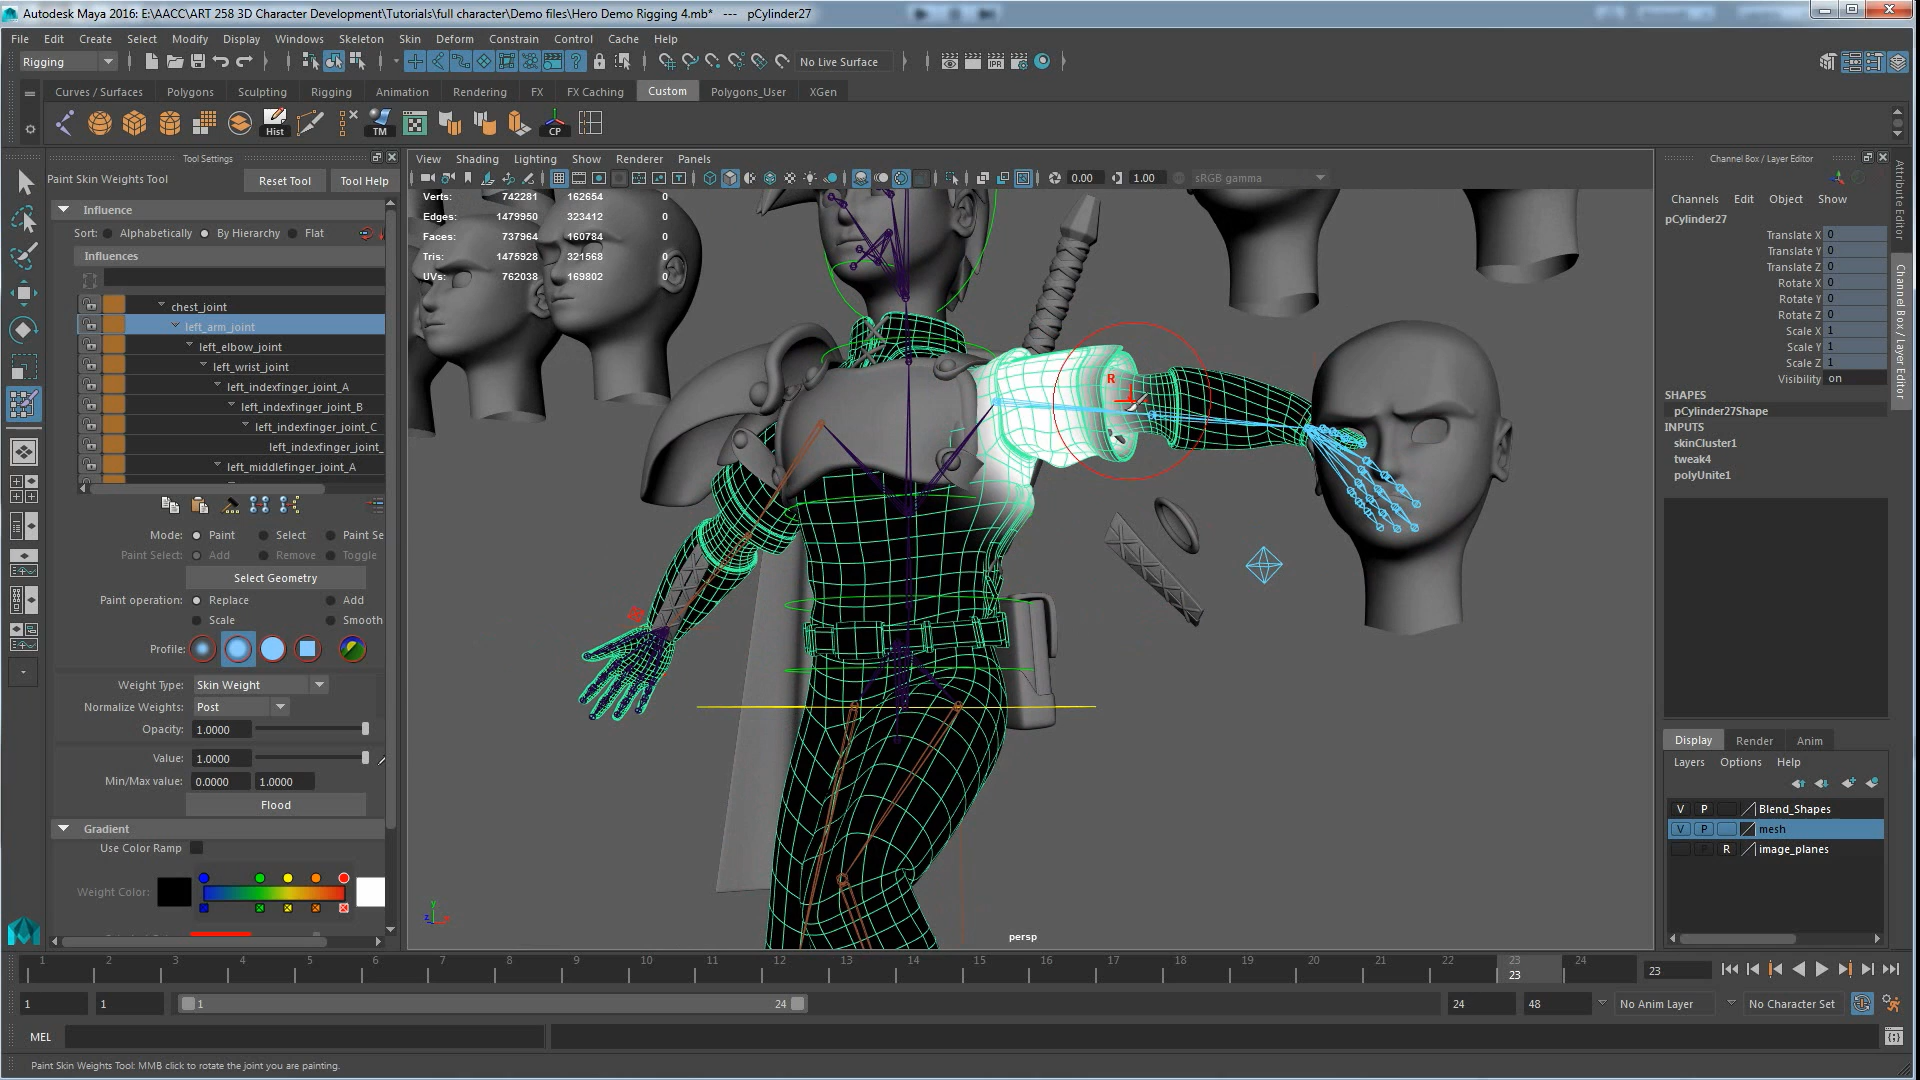 Autodesk Maya 2016: E:\AACC\ART 258 3D Character Development\Tutorials\full character\Demo files\Hero Demo Rigging 4.mb*   ---   pCylinder27
File Edit Create Select Modify Display Windows Skeleton Skin Deform Constrain Control Cache Help
Rigging No Live Surface
Curves / Surfaces Polygons Sculpting Rigging Animation Rendering FX FX Caching Custom Polygons_User XGen
Hist TM CP
Tool Settings
Paint Skin Weights Tool Reset Tool Tool Help
Influence
Sort: Alphabetically By Hierarchy Flat
Influences
chest_joint
left_arm_joint
left_elbow_joint
left_wrist_joint
left_indexfinger_joint_A
left_indexfinger_joint_B
left_indexfinger_joint_C
left_indexfinger_joint_
left_middlefinger_joint_A
Mode: Paint Select Paint Se
Paint Select: Add Remove Toggle
Select Geometry
Paint operation: Replace Add
Scale Smooth
Profile:
Weight Type: Skin Weight
Normalize Weights: Post
Opacity: 1.0000
Value: 1.0000
Min/Max value: 0.0000 1.0000
Flood
Gradient
Use Color Ramp
Weight Color:
View Shading Lighting Show Renderer Panels
0.00 1.00 sRGB gamma
Verts: 742281 162654 0
Edges: 1479950 323412 0
Faces: 737964 160784 0
Tris: 1475928 321568 0
UVs: 762038 169802 0
R
y
z
persp
Channel Box / Layer Editor
Channels Edit Object Show
pCylinder27
Translate X 0
Translate Y 0
Translate Z 0
Rotate X 0
Rotate Y 0
Rotate Z 0
Scale X 1
Scale Y 1
Scale Z 1
Visibility on
SHAPES
pCylinder27Shape
INPUTS
skinCluster1
tweak4
polyUnite1
Attribute Editor
Channel Box / Layer Editor
Display Render Anim
Layers Options Help
V P Blend_Shapes
V P mesh
P R image_planes
1 2 3 4 5 6 7 8 9 10 11 12 13 14 15 16 17 18 19 20 21 22 23 24
23
23
1 1 1 24 24 48 No Anim Layer No Character Set
MEL
Paint Skin Weights Tool: MMB click to rotate the joint you are painting.